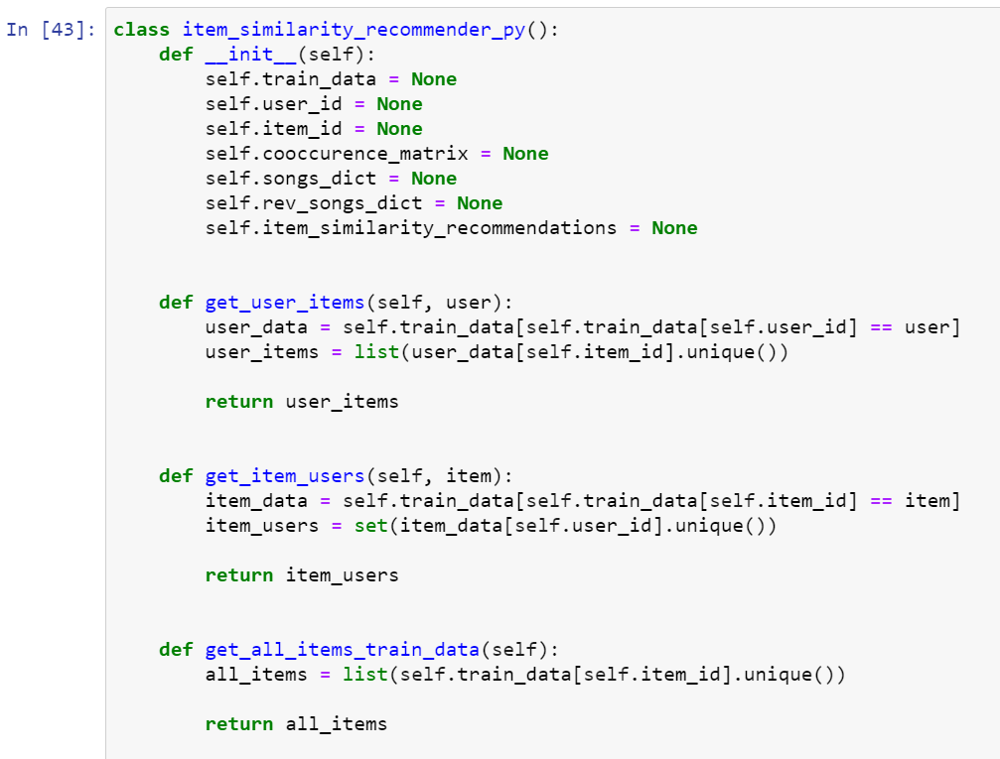 In [43]: class item_similarity_recommender_py():
    def __init__(self):
        self.train_data = None
        self.user_id = None
        self.item_id = None
        self.cooccurence_matrix = None
        self.songs_dict = None
        self.rev_songs_dict = None
        self.item_similarity_recommendations = None
    def get_user_items(self, user):
        user_data = self.train_data[self.train_data[self.user_id] == user]
        user_items = list(user_data[self.item_id].unique())
        return user_items
    def get_item_users(self, item):
        item_data = self.train_data[self.train_data[self.item_id] == item]
        item_users = set(item_data[self.user_id].unique())
        return item_users
    def get_all_items_train_data(self):
        all_items = list(self.train_data[self.item_id].unique())
        return all_items